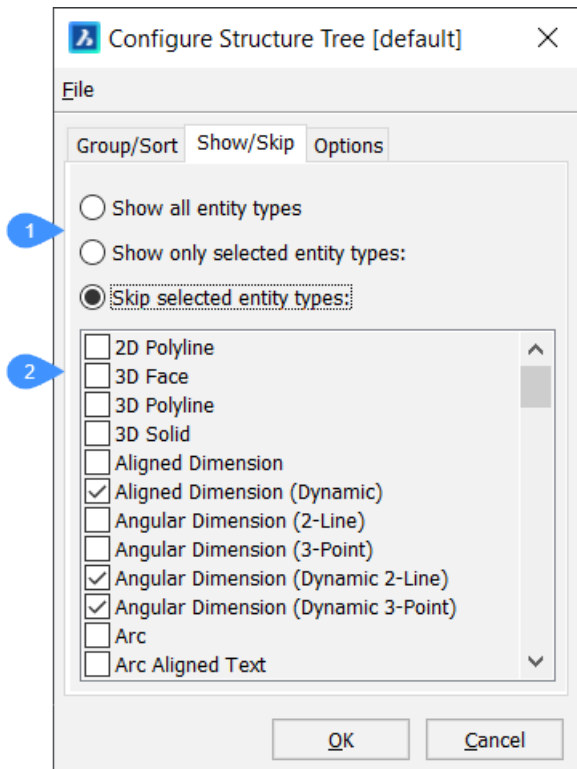 Configure Structure Tree [default]
File
Group/Sort Show/Skip Options
1
Show all entity types
Show only selected entity types:
Skip selected entity types:
2
2D Polyline
3D Face
3D Polyline
3D Solid
Aligned Dimension
Aligned Dimension (Dynamic)
Angular Dimension (2-Line)
Angular Dimension (3-Point)
Angular Dimension (Dynamic 2-Line)
Angular Dimension (Dynamic 3-Point)
Arc
Arc Aligned Text
OK Cancel